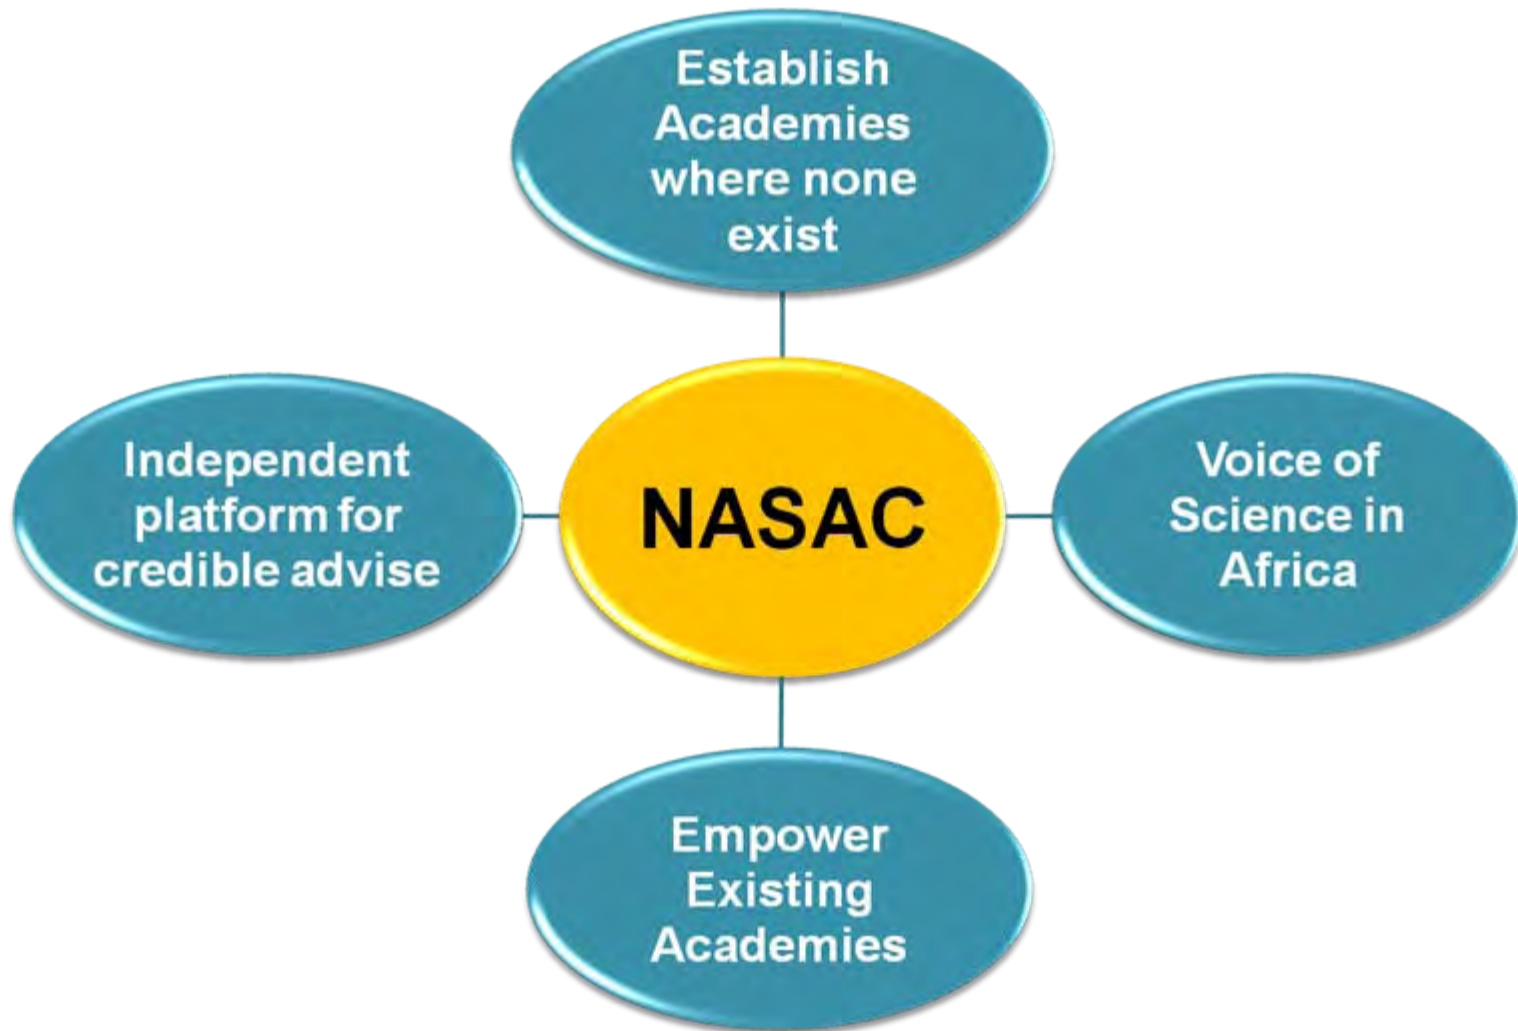 Establish
Academies
where none
exist
Independent
platform for
credible advise
NASAC
Voice of
Science in
Africa
Empower
Existing
Academies